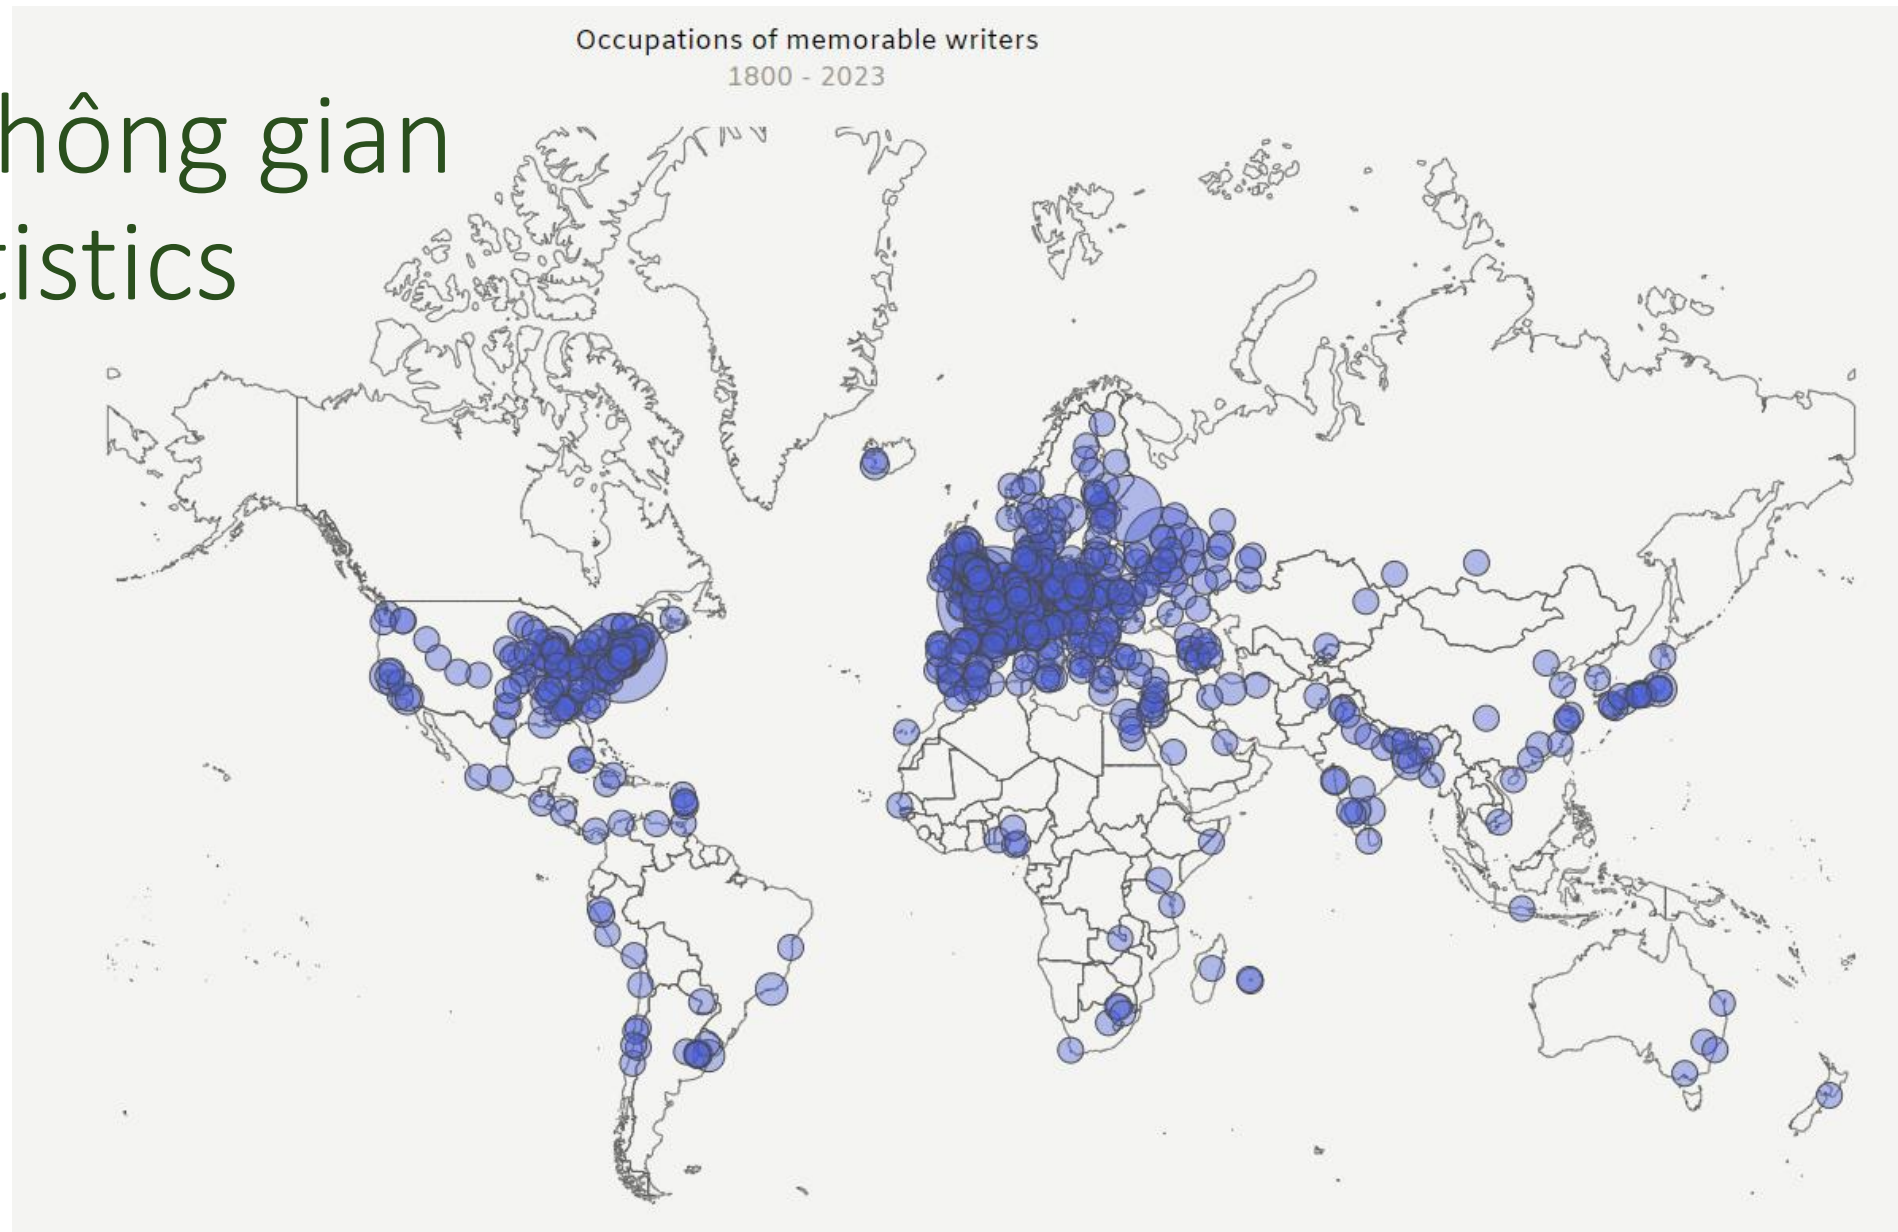 Occupations of memorable writers
1800 - 2023
hông gian
tistics